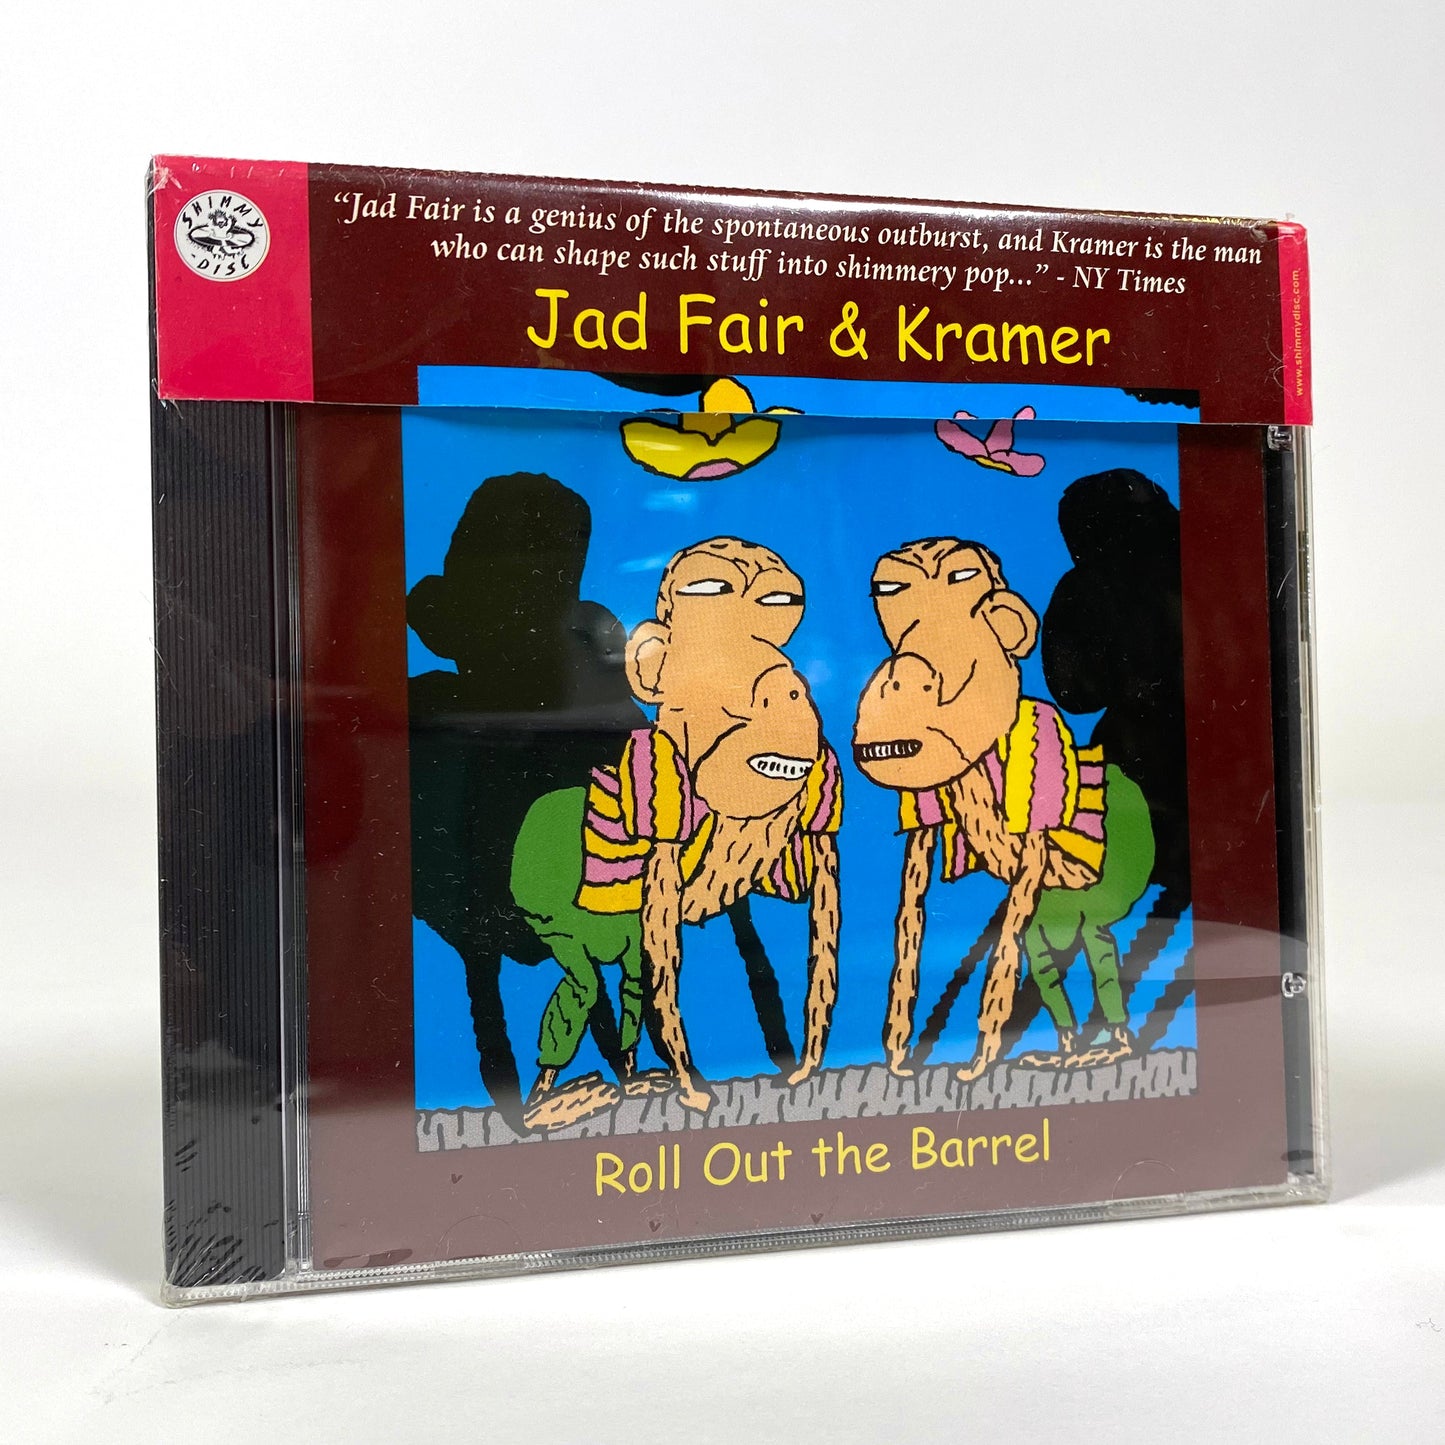 SHIMMY
-DISC
“Jad Fair is a genius of the spontaneous outburst, and Kramer is the man
who can shape such stuff into shimmery pop...” - NY Times
Jad Fair & Kramer
www.shimmydisc.com
Roll Out the Barrel